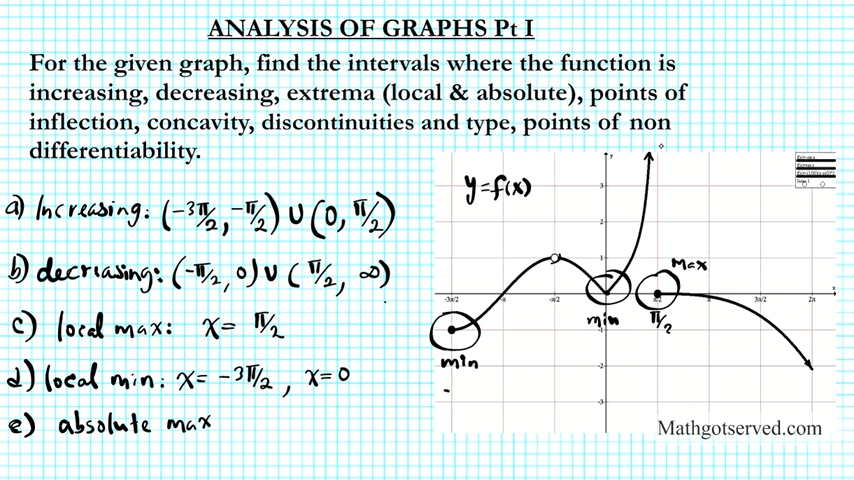 ANALYSIS OF GRAPHS Pt I
For the given graph, find the intervals where the function is
increasing, decreasing, extrema (local & absolute), points of
inflection, concavity, discontinuities and type, points of non
differentiability.
y=f(x)
a) Increasing: (-3π/2, -π/2) ∪ (0, π/2)
b) decreasing: (-π/2, 0) ∪ (π/2, ∞)
c) local max: x= π/2
d) local min: x= -3π/2, x=0
e) absolute max
y
3
2
1
max
x
-3π/2
-π
-π/2
π/2
π
3π/2
2π
min
π/2
-1
min
-2
-3
Mathgotserved.com